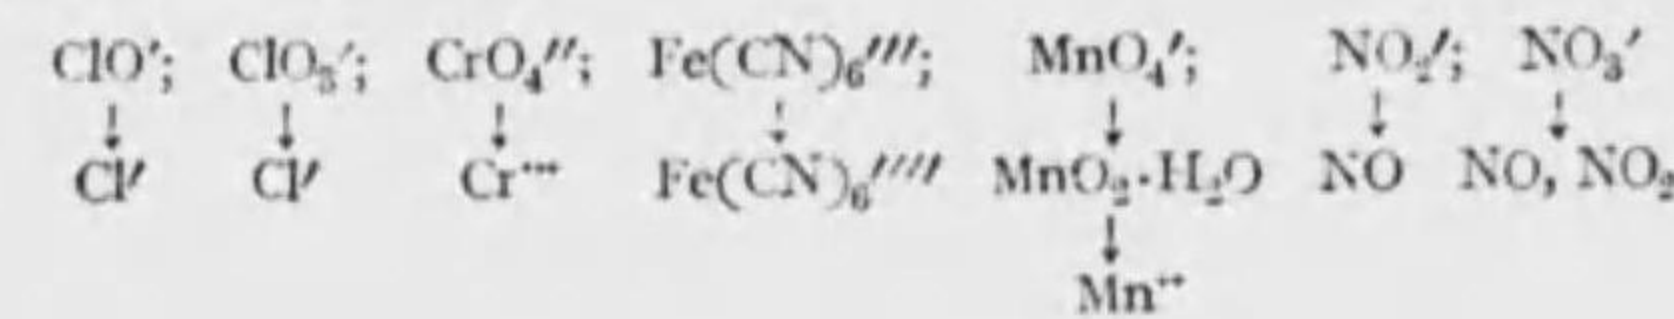 ClO′; ClO₃′; CrO₄″; Fe(CN)₆‴; MnO₄′; NO₂′; NO₃′
↓ ↓ ↓ ↓ ↓ ↓ ↓
Cl′ Cl′ Cr··· Fe(CN)₆⁗ MnO₂·H₂O NO NO, NO₂
↓
Mn··